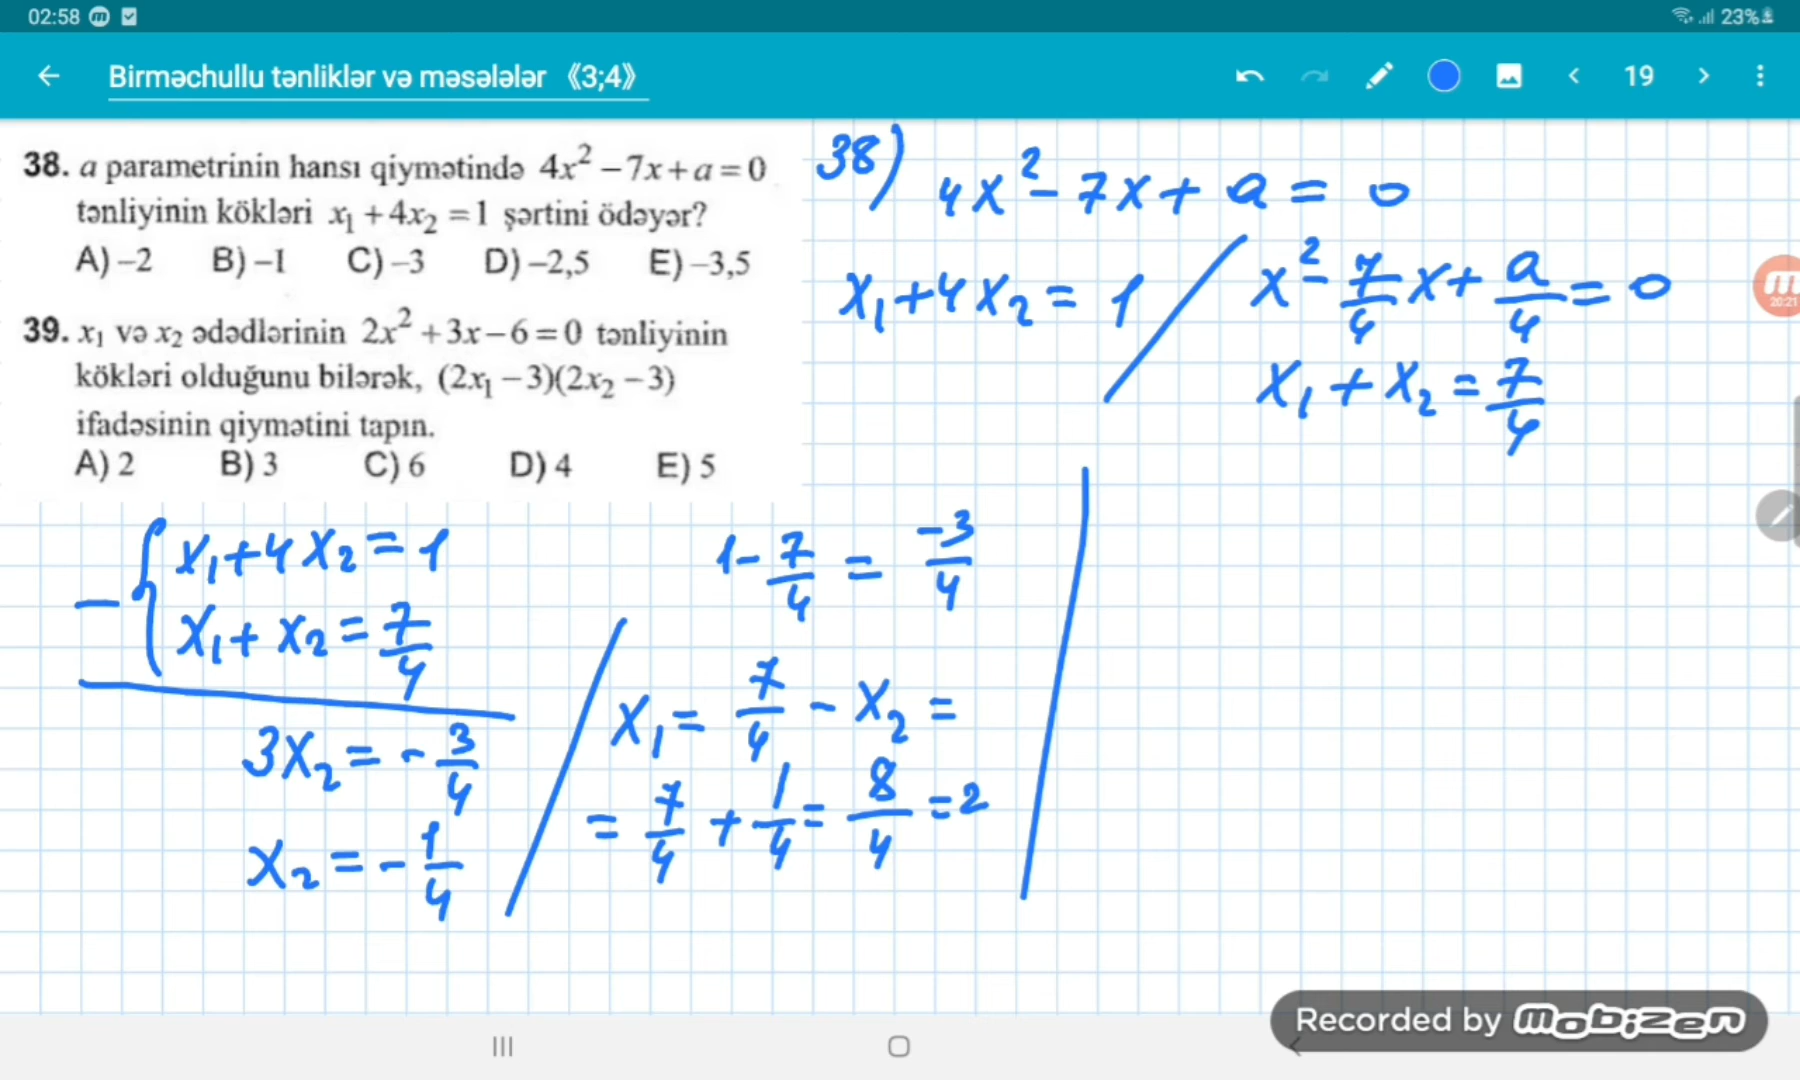 02:58
23%
Birməchullu tənliklər və məsələlər 《3;4》
19
38. a parametrinin hansı qiymətində 4x² − 7x + a = 0
tənliyinin kökləri x₁ + 4x₂ = 1 şərtini ödəyər?
A) −2 B) −1 C) −3 D) −2,5 E) −3,5
39. x₁ və x₂ ədədlərinin 2x² + 3x − 6 = 0 tənliyinin
kökləri olduğunu bilərək, (2x₁ − 3)(2x₂ − 3)
ifadəsinin qiymətini tapın.
A) 2 B) 3 C) 6 D) 4 E) 5
38) 4x² − 7x + a = 0
x₁ + 4x₂ = 1 / x² − 7/4 x + a/4 = 0
x₁ + x₂ = 7/4
x₁ + 4x₂ = 1
x₁ + x₂ = 7/4
3x₂ = − 3/4
x₂ = − 1/4
1 − 7/4 = −3/4
x₁ = 7/4 − x₂ =
= 7/4 + 1/4 = 8/4 = 2
20:21
Recorded by mobizen